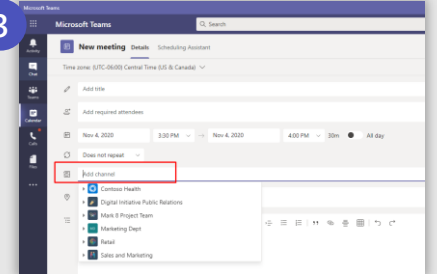 Microsoft Teams
3
Microsoft Teams
Search
Activity
New meeting Details Scheduling Assistant
Chat
Time zone: (UTC-06:00) Central Time (US & Canada)
Teams
Add title
Calendar
Add required attendees
Calls
Nov 4, 2020 3:30 PM → Nov 4, 2020 4:00 PM 30m All day
Files
Does not repeat
Add channel
Contoso Health
Digital Initiative Public Relations
Mark 8 Project Team
Marketing Dept
Retail
Sales and Marketing